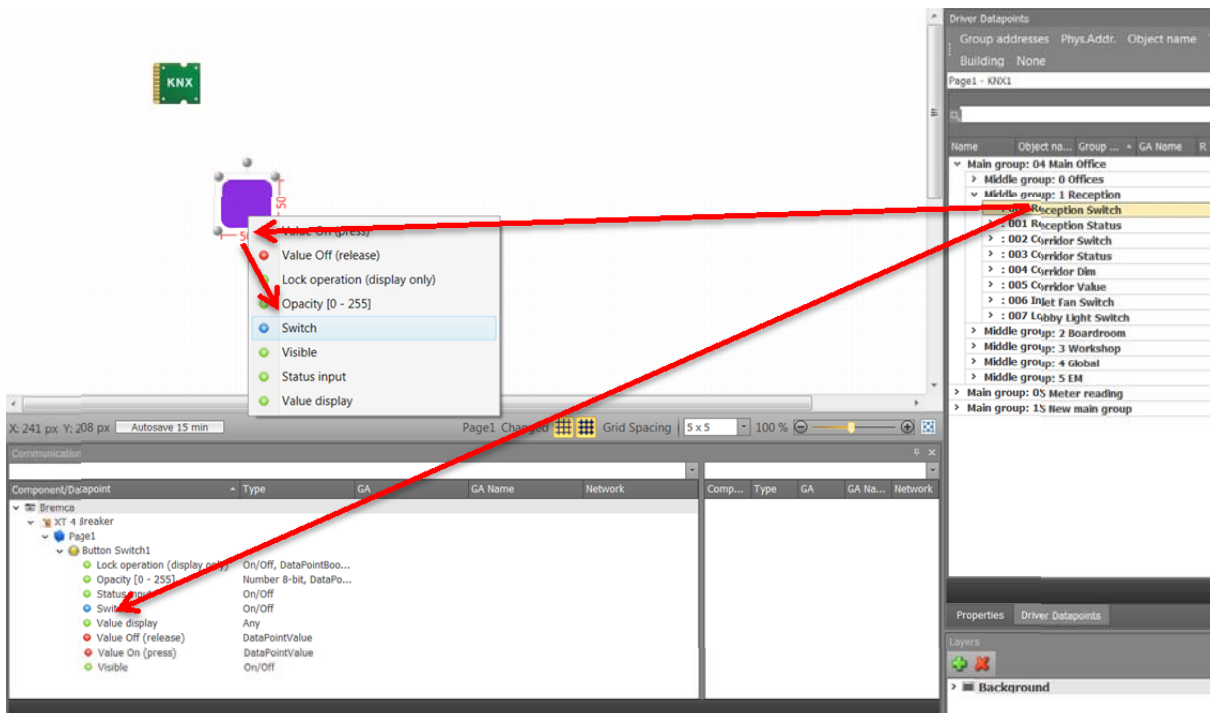 KNX
50
50
Value On (press)
Value Off (release)
Lock operation (display only)
Opacity [0 - 255]
Switch
Visible
Status input
Value display
X: 241 px Y: 208 px Autosave 15 min Page1 Changed Grid Spacing 5 x 5 100 %
Communication
Component/Datapoint Type GA GA Name Network
Bremca
XT 4 Breaker
Page1
Button Switch1
Lock operation (display only) On/Off, DataPointBoo...
Opacity [0 - 255] Number 8-bit, DataPo...
Status input On/Off
Switch On/Off
Value display Any
Value Off (release) DataPointValue
Value On (press) DataPointValue
Visible On/Off
Comp... Type GA GA Na... Network
Driver Datapoints
Group addresses Phys.Addr. Object name
Building None
Page1 - KNX1
Name Object na... Group ... GA Name R
Main group: 04 Main Office
Middle group: 0 Offices
Middle group: 1 Reception
Reception Switch
: 001 Reception Status
: 002 Corridor Switch
: 003 Corridor Status
: 004 Corridor Dim
: 005 Corridor Value
: 006 Inlet Fan Switch
: 007 Lobby Light Switch
Middle group: 2 Boardroom
Middle group: 3 Workshop
Middle group: 4 Global
Middle group: 5 EM
Main group: 05 Meter reading
Main group: 15 New main group
Properties Driver Datapoints
Layers
Background